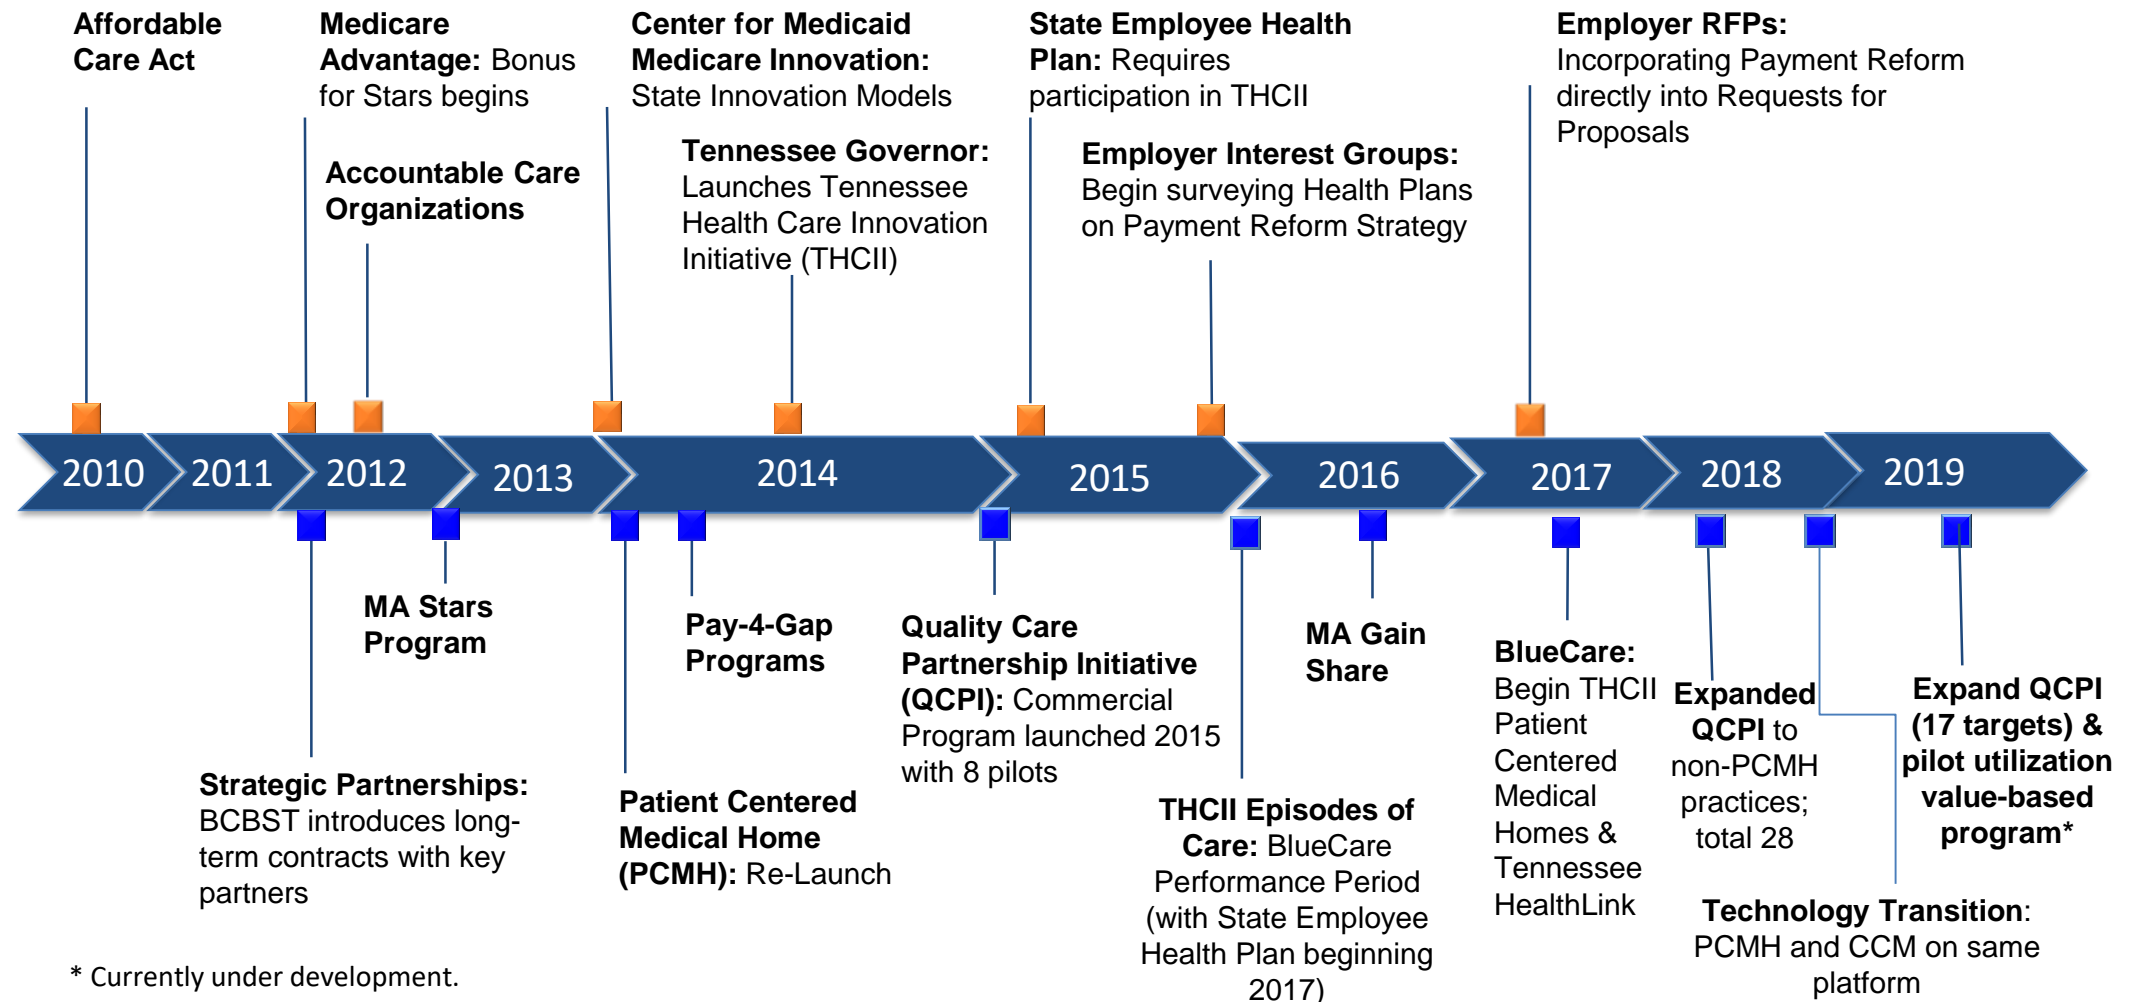 Affordable
Care Act
Medicare
Advantage: Bonus
for Stars begins
Accountable Care
Organizations
Center for Medicaid
Medicare Innovation:
State Innovation Models
Tennessee Governor:
Launches Tennessee
Health Care Innovation
Initiative (THCII)
State Employee Health
Plan: Requires
participation in THCII
Employer Interest Groups:
Begin surveying Health Plans
on Payment Reform Strategy
Employer RFPs:
Incorporating Payment Reform
directly into Requests for
Proposals
2010
2011
2012
2013
2014
2015
2016
2017
2018
2019
Strategic Partnerships:
BCBST introduces long-
term contracts with key
partners
MA Stars
Program
Patient Centered
Medical Home
(PCMH): Re-Launch
Pay-4-Gap
Programs
Quality Care
Partnership Initiative
(QCPI): Commercial
Program launched 2015
with 8 pilots
THCII Episodes of
Care: BlueCare
Performance Period
(with State Employee
Health Plan beginning
2017)
MA Gain
Share
BlueCare:
Begin THCII
Patient
Centered
Medical
Homes &
Tennessee
HealthLink
Expanded
QCPI to
non-PCMH
practices;
total 28
Technology Transition:
PCMH and CCM on same
platform
Expand QCPI
(17 targets) &
pilot utilization
value-based
program*
* Currently under development.